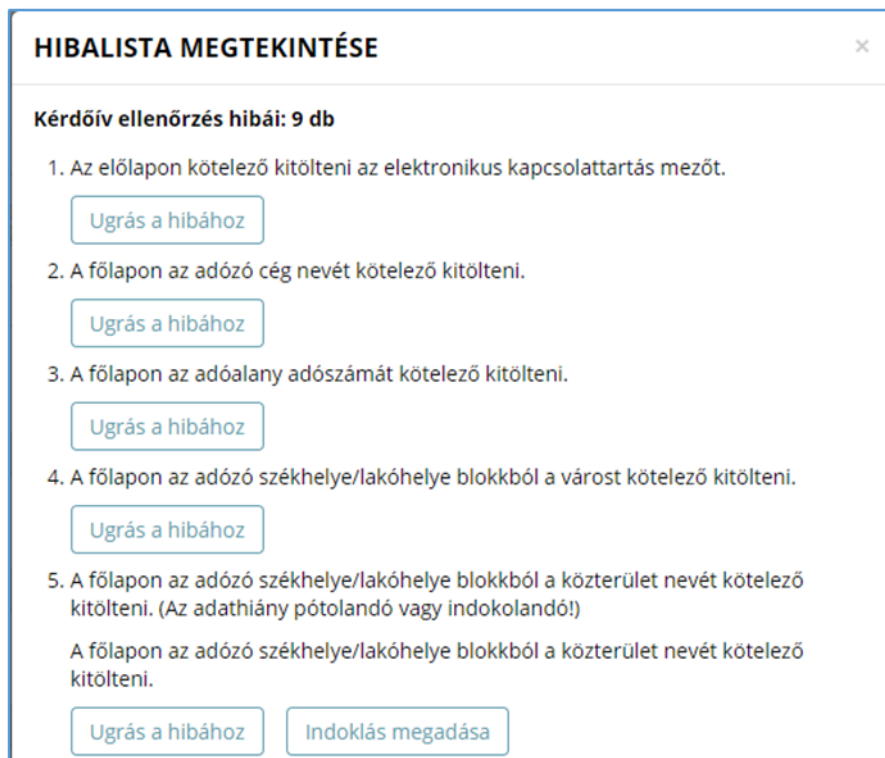 HIBALISTA MEGTEKINTÉSE
×
Kérdőív ellenőrzés hibái: 9 db
1. Az előlapon kötelező kitölteni az elektronikus kapcsolattartás mezőt.
Ugrás a hibához
2. A főlapon az adózó cég nevét kötelező kitölteni.
Ugrás a hibához
3. A főlapon az adóalany adószámát kötelező kitölteni.
Ugrás a hibához
4. A főlapon az adózó székhelye/lakóhelye blokkból a várost kötelező kitölteni.
Ugrás a hibához
5. A főlapon az adózó székhelye/lakóhelye blokkból a közterület nevét kötelező
kitölteni. (Az adathiány pótolandó vagy indokolandó!)
A főlapon az adózó székhelye/lakóhelye blokkból a közterület nevét kötelező
kitölteni.
Ugrás a hibához Indoklás megadása